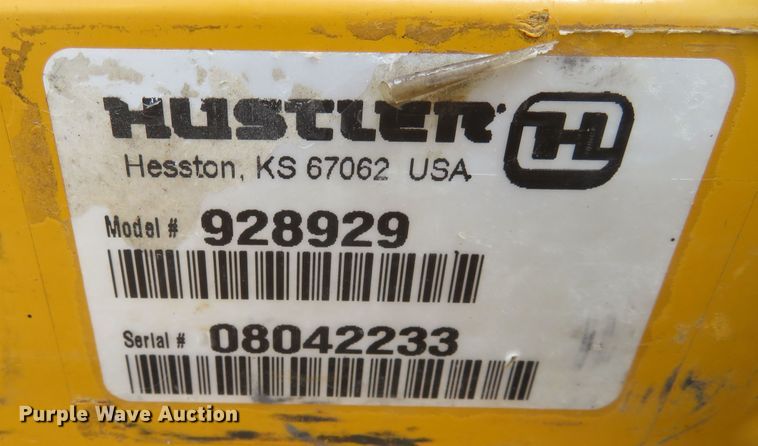 HUSTLER H
Hesston, KS 67062 USA
Model # 928929
Serial # 08042233
Purple Wave Auction